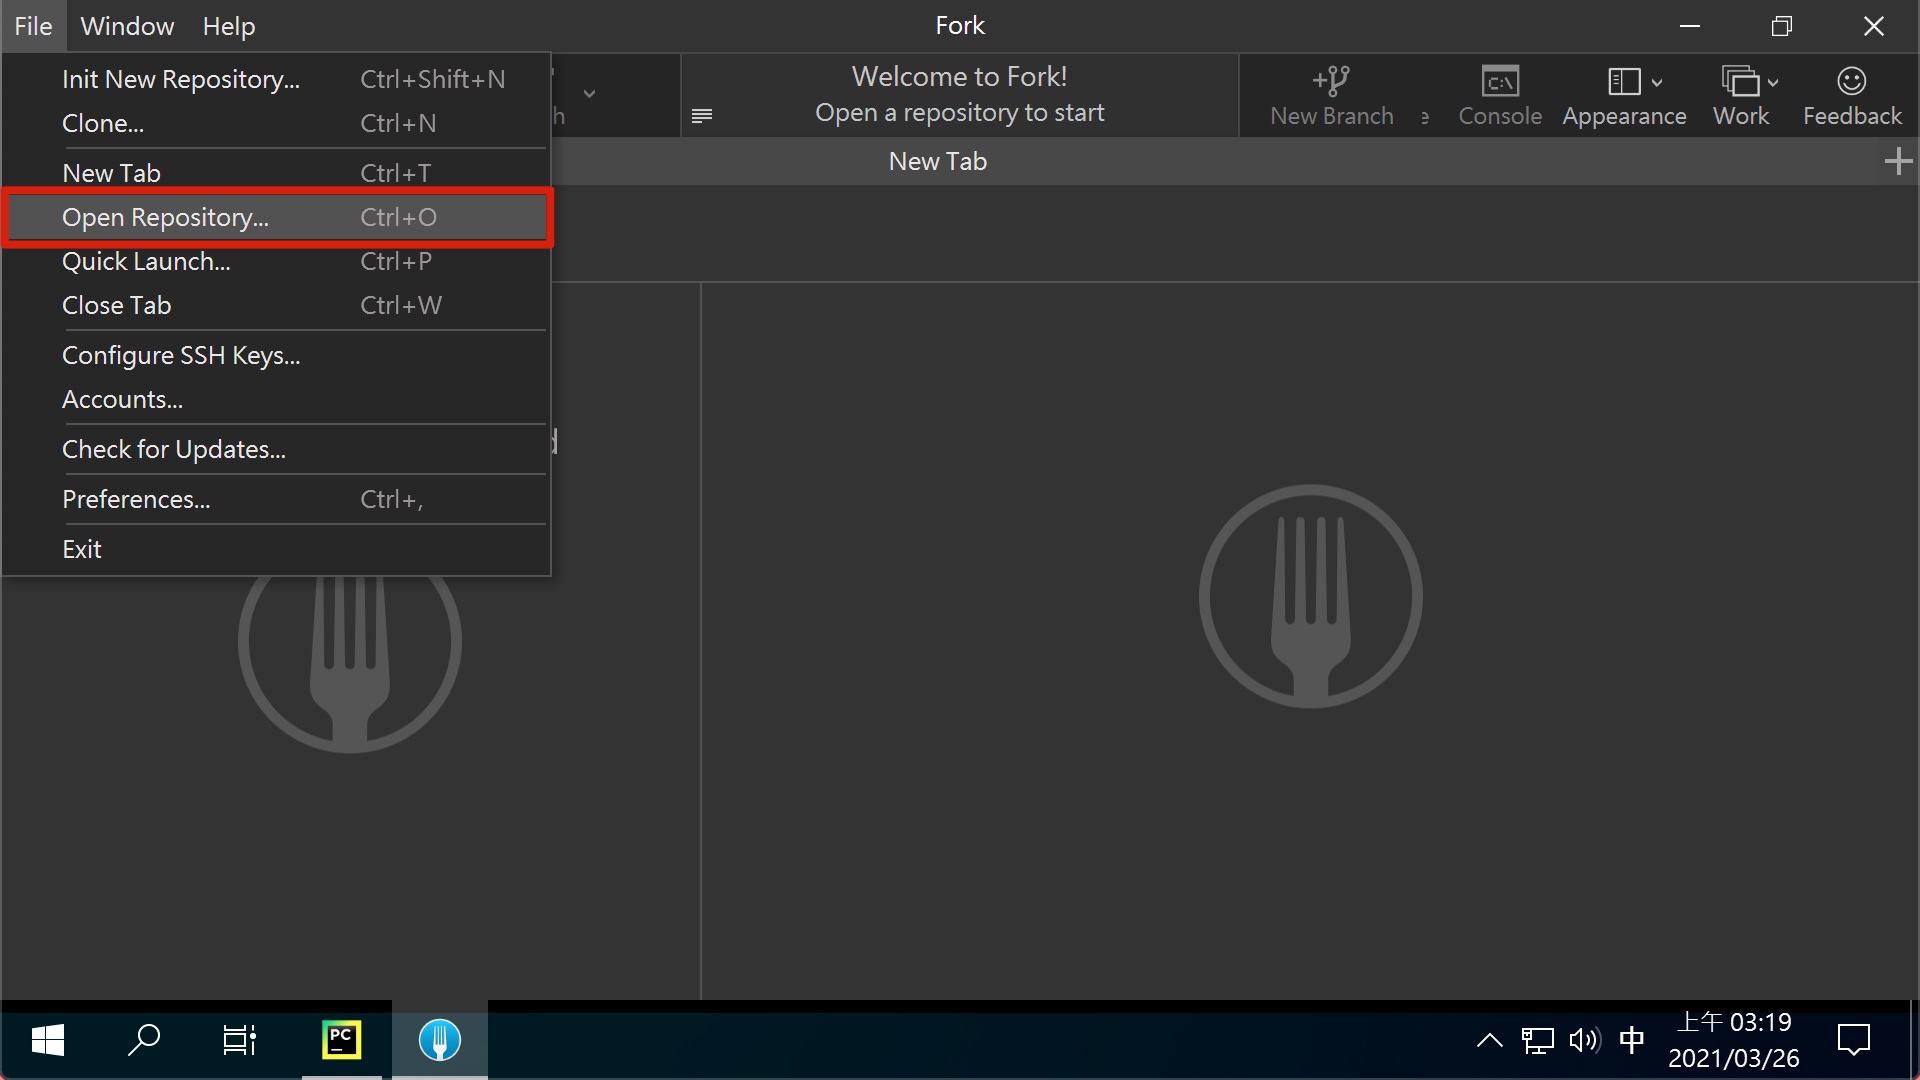 File Window Help Fork
Init New Repository... Ctrl+Shift+N
Clone... Ctrl+N
New Tab Ctrl+T
Open Repository... Ctrl+O
Quick Launch... Ctrl+P
Close Tab Ctrl+W
Configure SSH Keys...
Accounts...
Check for Updates...
Preferences... Ctrl+,
Exit
Welcome to Fork!
Open a repository to start
New Branch Console Appearance Work Feedback
C:\
New Tab
PC
中
上午 03:19
2021/03/26